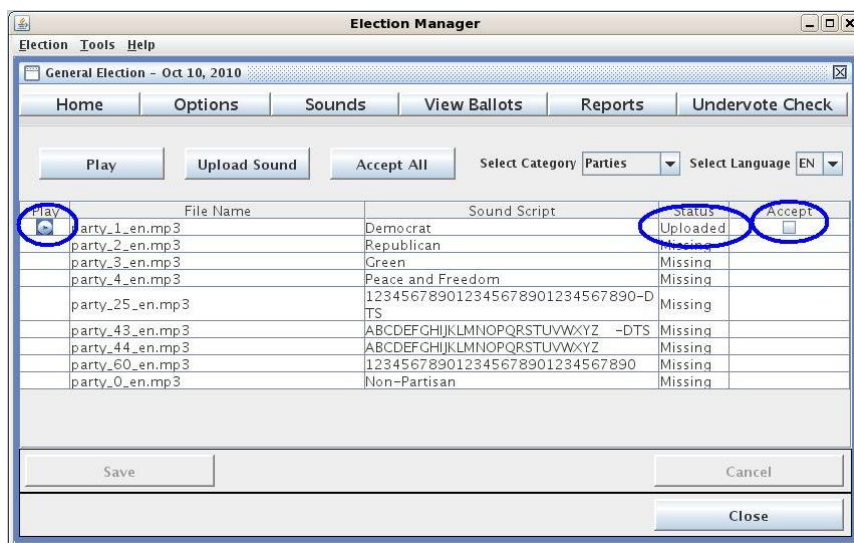 Election Manager
Election Tools Help
General Election - Oct 10, 2010
Home Options Sounds View Ballots Reports Undervote Check
Play Upload Sound Accept All Select Category Parties Select Language EN
Play File Name Sound Script Status Accept
party_1_en.mp3 Democrat Uploaded
party_2_en.mp3 Republican Missing
party_3_en.mp3 Green Missing
party_4_en.mp3 Peace and Freedom Missing
party_25_en.mp3 123456789012345678901234567890-D Missing
TS
party_43_en.mp3 ABCDEFGHIJKLMNOPQRSTUVWXYZ -DTS Missing
party_44_en.mp3 ABCDEFGHIJKLMNOPQRSTUVWXYZ Missing
party_60_en.mp3 123456789012345678901234567890 Missing
party_0_en.mp3 Non-Partisan Missing
Save Cancel
Close